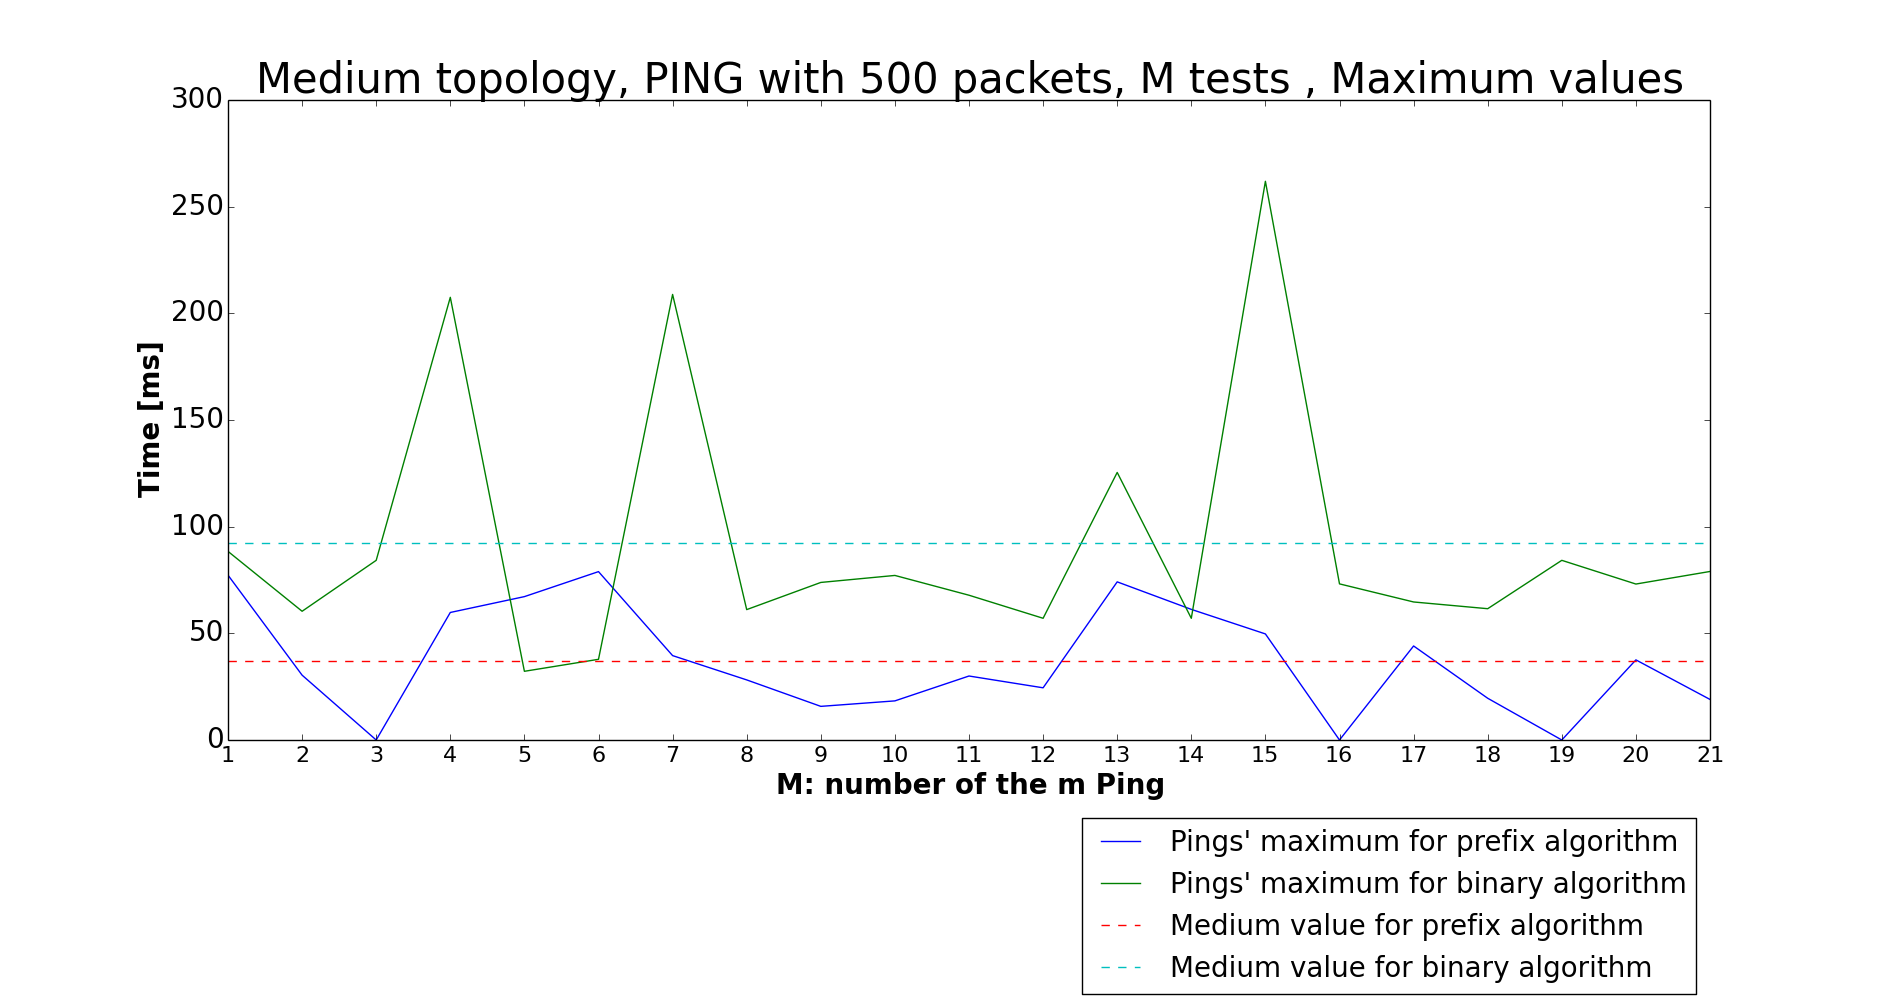 Medium topology, PING with 500 packets, M tests , Maximum values
300
250
200
150
100
50
0
Time [ms]
1 2 3 4 5 6 7 8 9 10 11 12 13 14 15 16 17 18 19 20 21
M: number of the m Ping
Pings' maximum for prefix algorithm
Pings' maximum for binary algorithm
Medium value for prefix algorithm
Medium value for binary algorithm